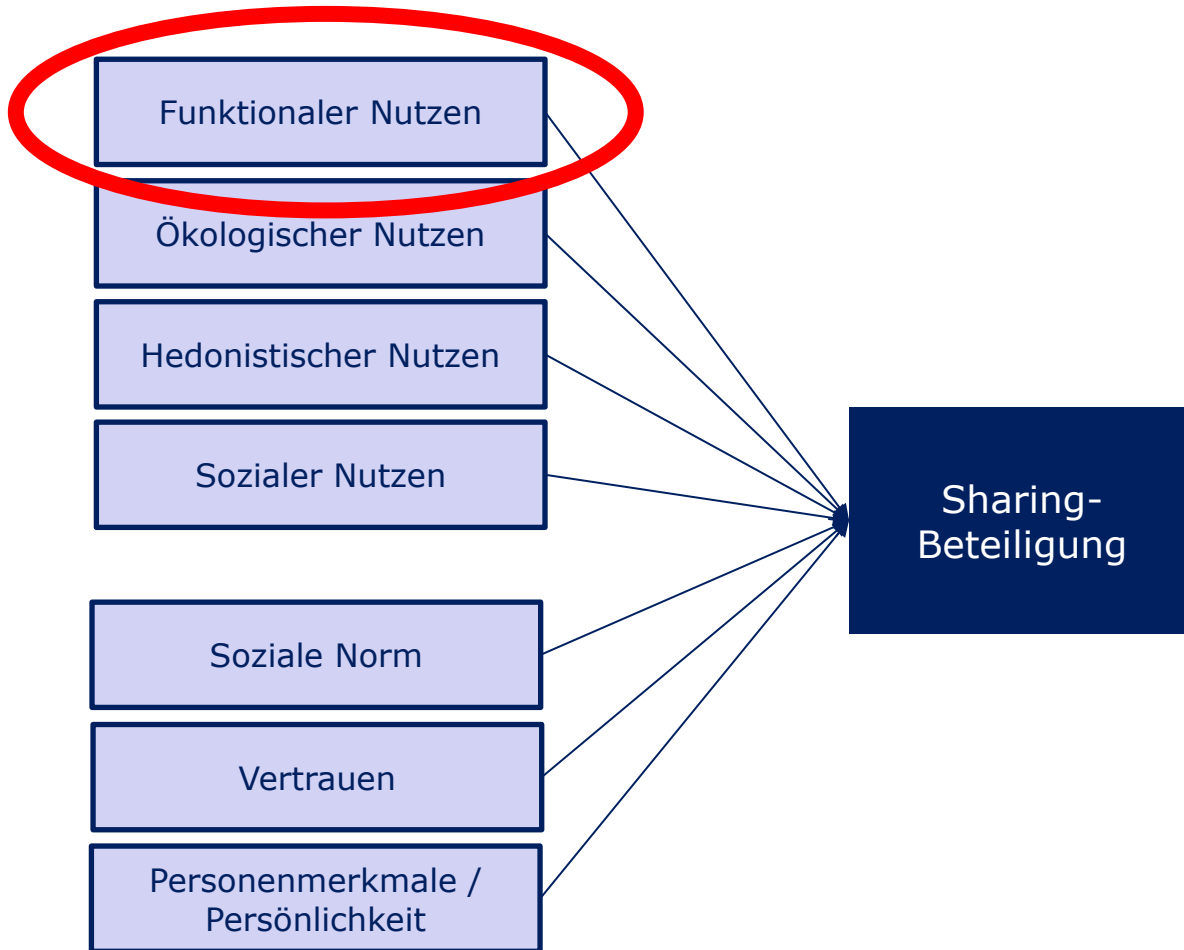 Funktionaler Nutzen
Ökologischer Nutzen
Hedonistischer Nutzen
Sozialer Nutzen
Sharing-
Beteiligung
Soziale Norm
Vertrauen
Personenmerkmale /
Persönlichkeit